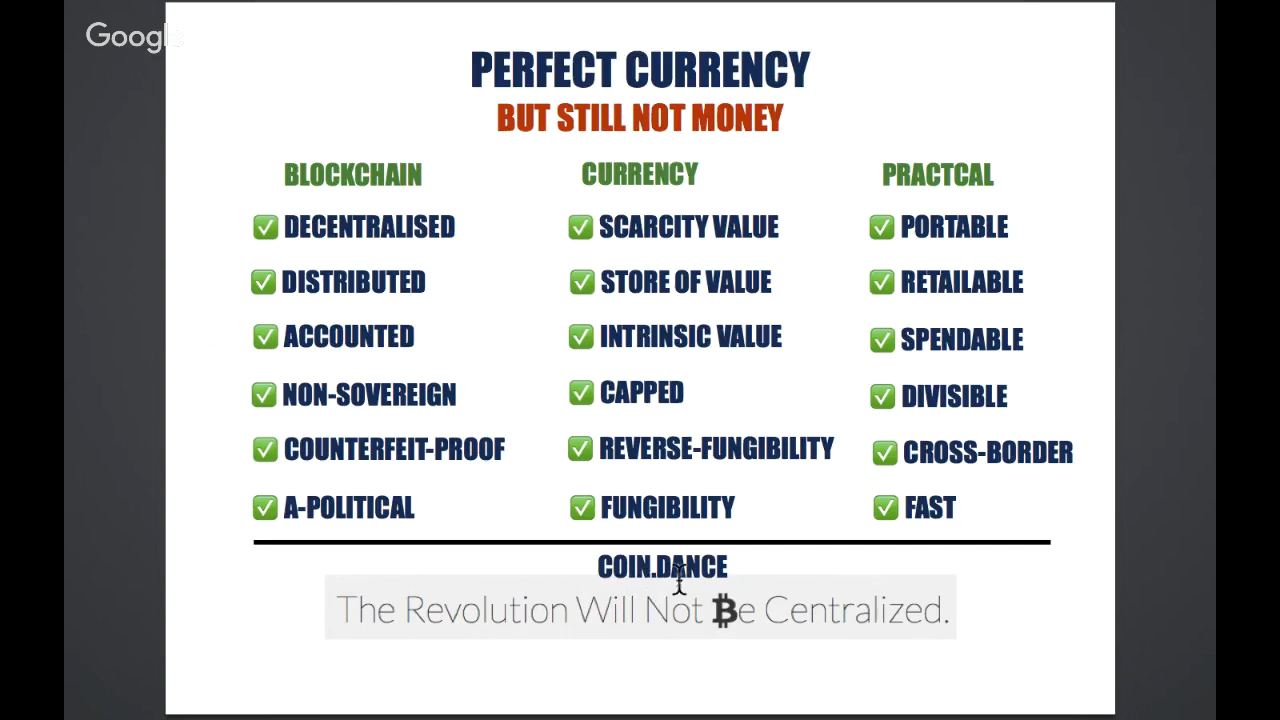 Google
PERFECT CURRENCY
BUT STILL NOT MONEY
BLOCKCHAIN
DECENTRALISED
DISTRIBUTED
ACCOUNTED
NON-SOVEREIGN
COUNTERFEIT-PROOF
A-POLITICAL
CURRENCY
SCARCITY VALUE
STORE OF VALUE
INTRINSIC VALUE
CAPPED
REVERSE-FUNGIBILITY
FUNGIBILITY
PRACTCAL
PORTABLE
RETAILABLE
SPENDABLE
DIVISIBLE
CROSS-BORDER
FAST
COIN.DANCE
The Revolution Will Not ₿e Centralized.